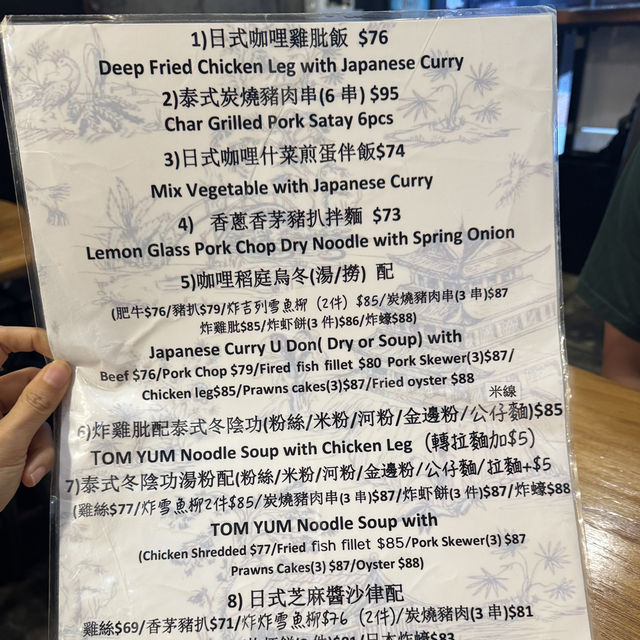 1)日式咖哩雞肶飯 $76
Deep Fried Chicken Leg with Japanese Curry
2)泰式炭燒豬肉串(6 串) $95
Char Grilled Pork Satay 6pcs
3)日式咖哩什菜煎蛋伴飯$74
Mix Vegetable with Japanese Curry
4) 香蔥香茅豬扒拌麵 $73
Lemon Glass Pork Chop Dry Noodle with Spring Onion
5)咖哩稻庭烏冬(湯/撈) 配
(肥牛$76/豬扒$79/炸吉列雪魚柳 (2件) $85/炭燒豬肉串(3 串)$87
炸雞肶$85/炸虾餅(3 件)$86/炸蠔$88)
Japanese Curry U Don( Dry or Soup) with
Beef $76/Pork Chop $79/Fired fish fillet $80 Pork Skewer(3)$87/
Chicken leg$85/Prawns cakes(3)$87/Fried oyster $88
米線
6)炸雞肶配泰式冬陰功(粉絲/米粉/河粉/金邊粉/公仔麵)$85
TOM YUM Noodle Soup with Chicken Leg (轉拉麵加$5)
7)泰式冬陰功湯粉配(粉絲/米粉/河粉/金邊粉/公仔麵/拉麵+$5
(雞絲$77/炸雪魚柳2件$85/炭燒豬肉串(3 串)$87/炸虾餅(3 件)$87/炸蠔$88
TOM YUM Noodle Soup with
(Chicken Shredded $77/Fried fish fillet $85/Pork Skewer(3) $87
Prawns Cakes(3) $87/Oyster $88)
8) 日式芝麻醬沙律配
雞絲$69/香茅豬扒$71/炸炸雪魚柳$76 (2件)/炭燒豬肉串(3 串)$81